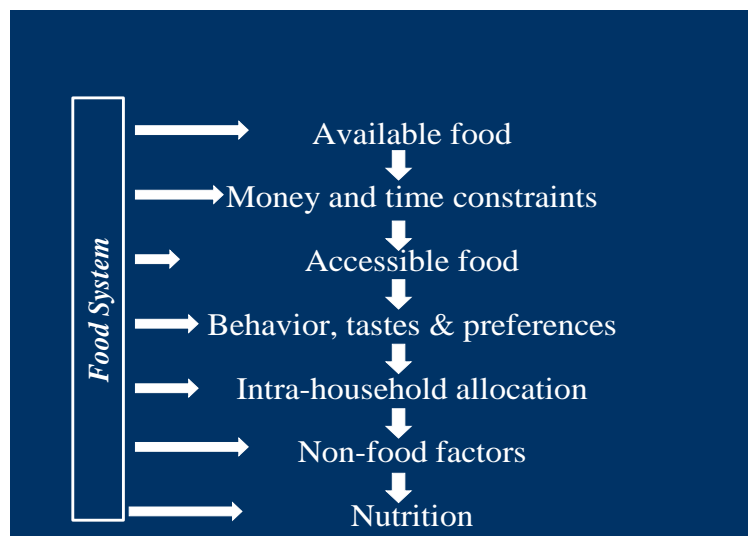 Food System
Available food
Money and time constraints
Accessible food
Behavior, tastes & preferences
Intra-household allocation
Non-food factors
Nutrition